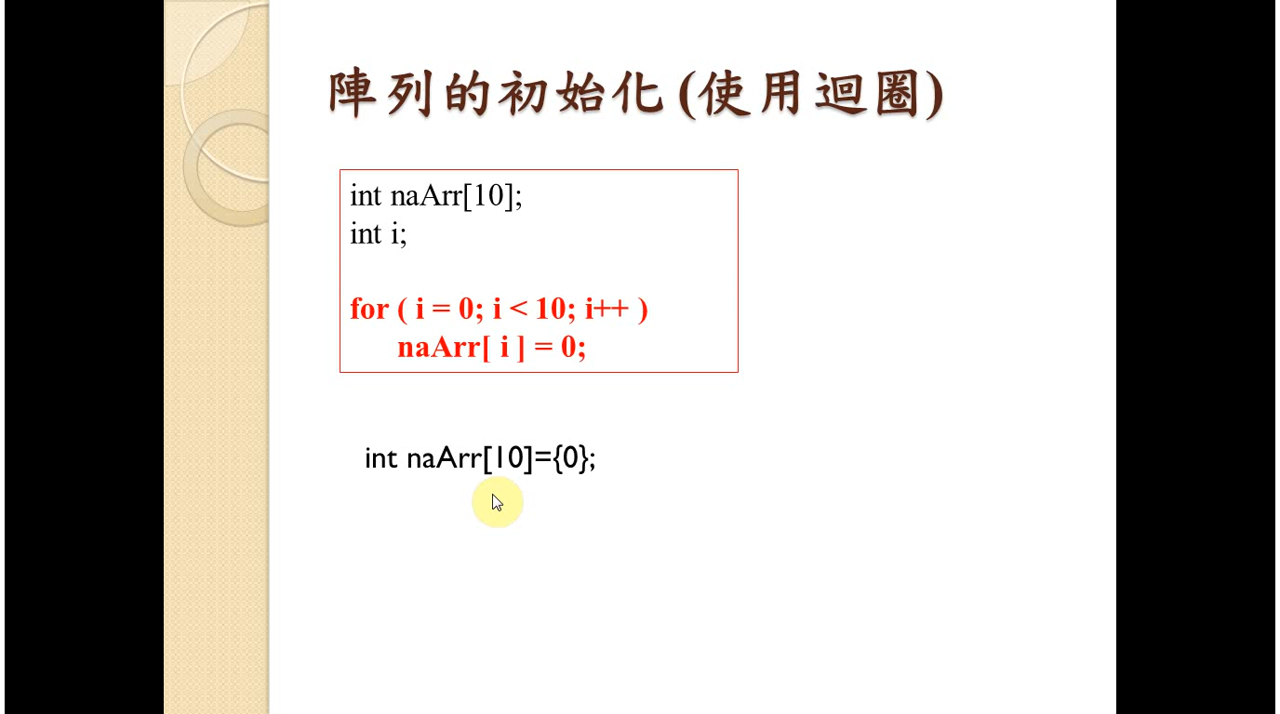 陣列的初始化(使用迴圈)
int naArr[10];
int i;
for ( i = 0; i < 10; i++ )
naArr[ i ] = 0;
int naArr[10]={0};